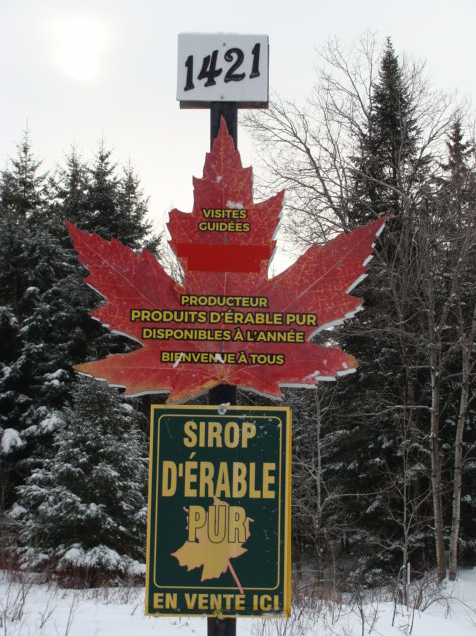 1421
VISITES
GUIDÉES
PRODUCTEUR
PRODUITS D'ÉRABLE PUR
DISPONIBLES À L'ANNÉE
BIENVENUE À TOUS
SIROP
D'ÉRABLE
PUR
EN VENTE ICI